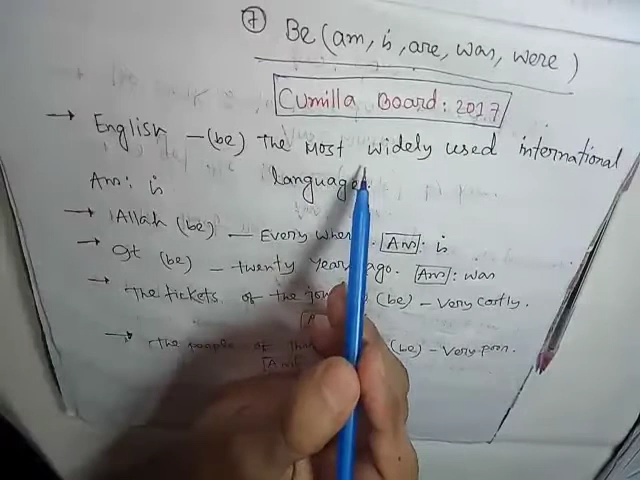 ⑦ Be (am, is, are, was, were)
Cumilla Board: 2017
→ English -(be) the most widely used international
Ans: is language.
→ Allah (be) — Every where. Ans: is
→ It (be) - twenty years ago. Ans: was
→ The tickets of the (be) - very costly.
→ The people of (be) - very poor.